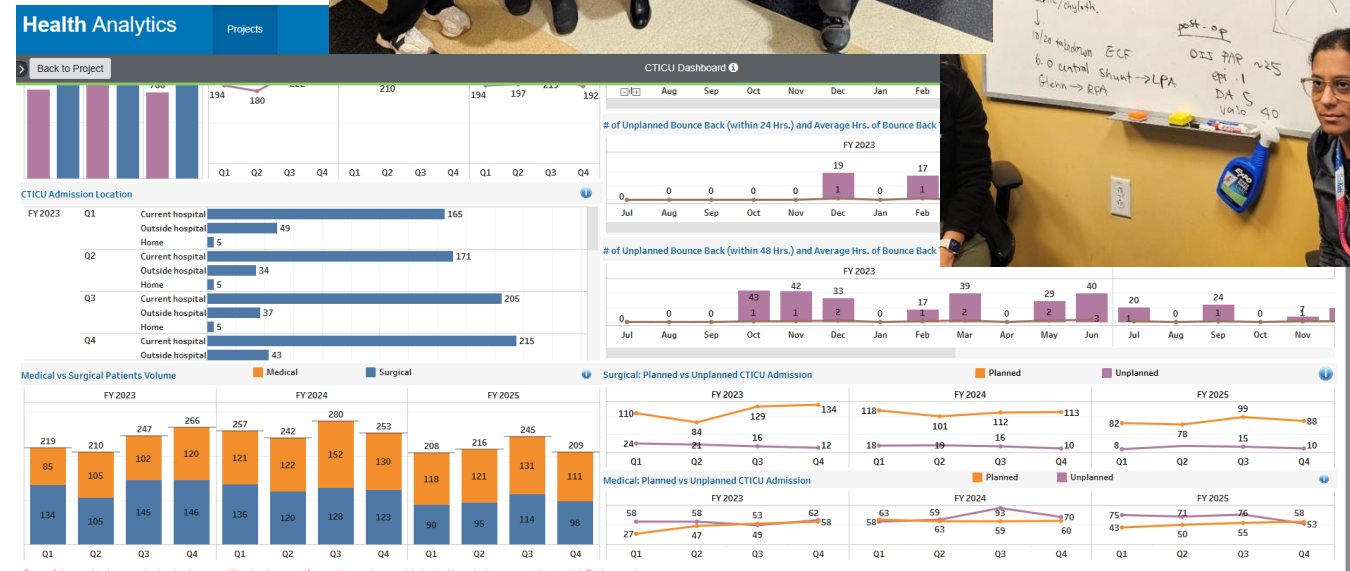 Health Analytics
Projects
Back to Project
CTICU Dashboard
194 180 210 194 197 192
Q1 Q2 Q3 Q4 Q1 Q2 Q3 Q4 Q1 Q2 Q3 Q4
CTICU Admission Location
FY 2023 Q1 Current hospital 165
Outside hospital 49
Home 5
Q2 Current hospital 171
Outside hospital 34
Home 5
Q3 Current hospital 205
Outside hospital 37
Home 5
Q4 Current hospital 215
Outside hospital 43
Medical vs Surgical Patients Volume
Medical Surgical
FY 2023 FY 2024 FY 2025
219 210 247 266 257 242 280 253 208 216 245 209
85 105 102 120 121 122 152 130 118 121 131 111
134 105 145 146 136 120 128 123 90 95 114 98
Q1 Q2 Q3 Q4 Q1 Q2 Q3 Q4 Q1 Q2 Q3 Q4
Aug Sep Oct Nov Dec Jan Feb
# of Unplanned Bounce Back (within 24 Hrs.) and Average Hrs. of Bounce Back
FY 2023
19 17
0 0 0 0 0 1 0 1
Jul Aug Sep Oct Nov Dec Jan Feb
# of Unplanned Bounce Back (within 48 Hrs.) and Average Hrs. of Bounce Back
FY 2023
43 42 33 17 39 29 40 20 24 7
0 0 0 1 1 2 0 1 2 0 2 3 1 0 1 0 1
Jul Aug Sep Oct Nov Dec Jan Feb Mar Apr May Jun Jul Aug Sep Oct Nov
Surgical: Planned vs Unplanned CTICU Admission
Planned Unplanned
FY 2023 FY 2024 FY 2025
110 84 129 134 118 101 112 113 82 78 99 88
24 21 16 12 18 19 16 10 8 15 10
Q1 Q2 Q3 Q4 Q1 Q2 Q3 Q4 Q1 Q2 Q3 Q4
Medical: Planned vs Unplanned CTICU Admission
Planned Unplanned
FY 2023 FY 2024 FY 2025
58 58 53 62 63 59 93 70 75 71 76 58
27 47 49 58 58 63 59 60 43 50 55 53
Q1 Q2 Q3 Q4 Q1 Q2 Q3 Q4 Q1 Q2 Q3 Q4
post-op
10/20 takedown ECF
6.0 central shunt → LPA
Glenn → RPA
PAP ~25
epi .1
DA 5
40
EXPO